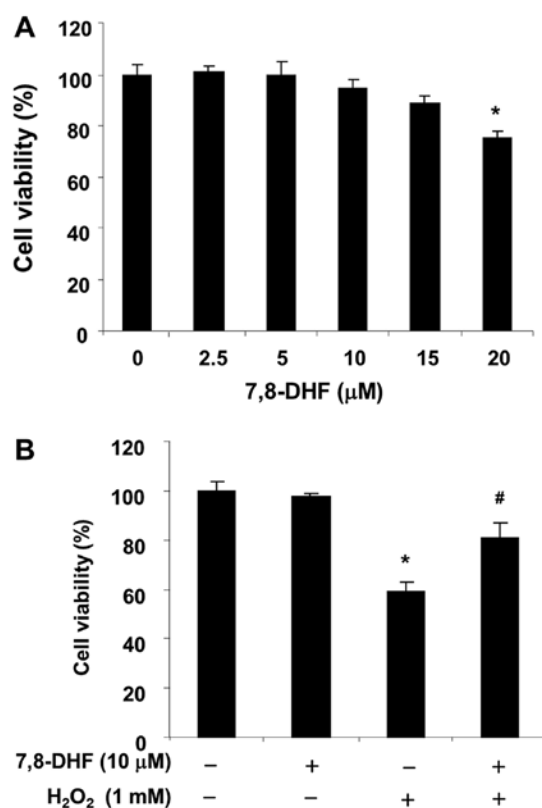 A
Cell viability (%)
120
100
80
60
40
20
0
*
0 2.5 5 10 15 20
7,8-DHF (μM)
B
Cell viability (%)
120
100
80
60
40
20
0
*
#
7,8-DHF (10 μM) – + – +
H₂O₂ (1 mM) – – + +